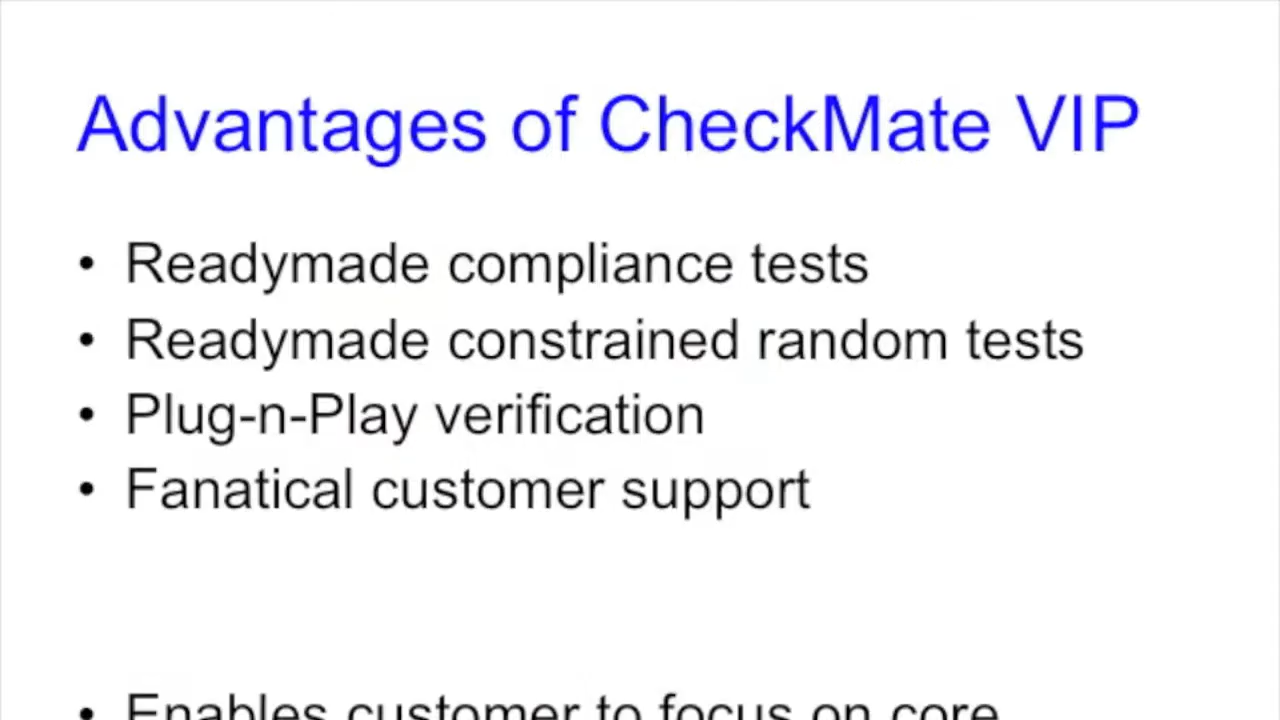 Advantages of CheckMate VIP
• Readymade compliance tests
• Readymade constrained random tests
• Plug-n-Play verification
• Fanatical customer support
• Enables customer to focus on core